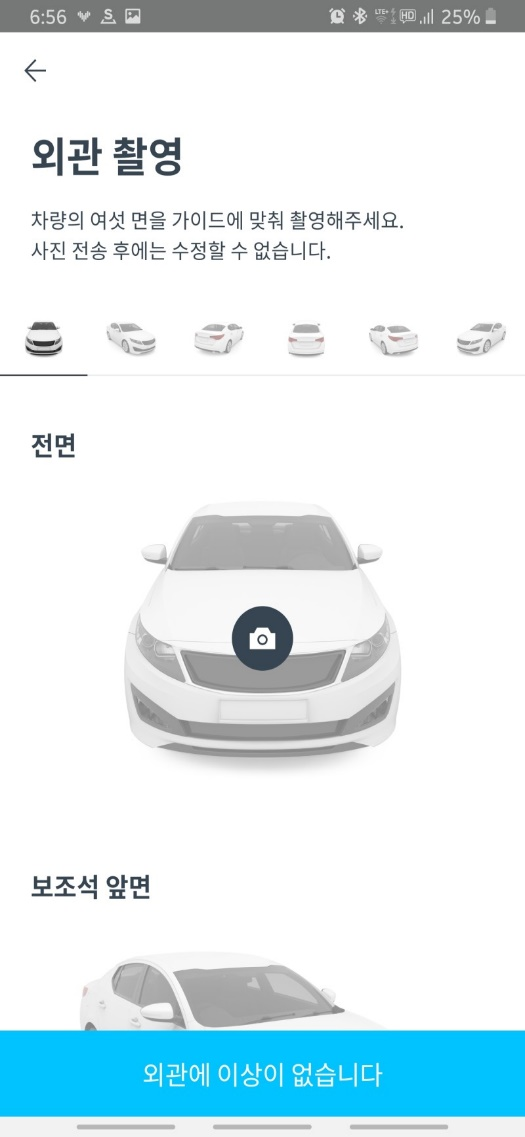 6:56 S LTE+ HD 25%
외관 촬영
차량의 여섯 면을 가이드에 맞춰 촬영해주세요.
사진 전송 후에는 수정할 수 없습니다.
전면
보조석 앞면
외관에 이상이 없습니다